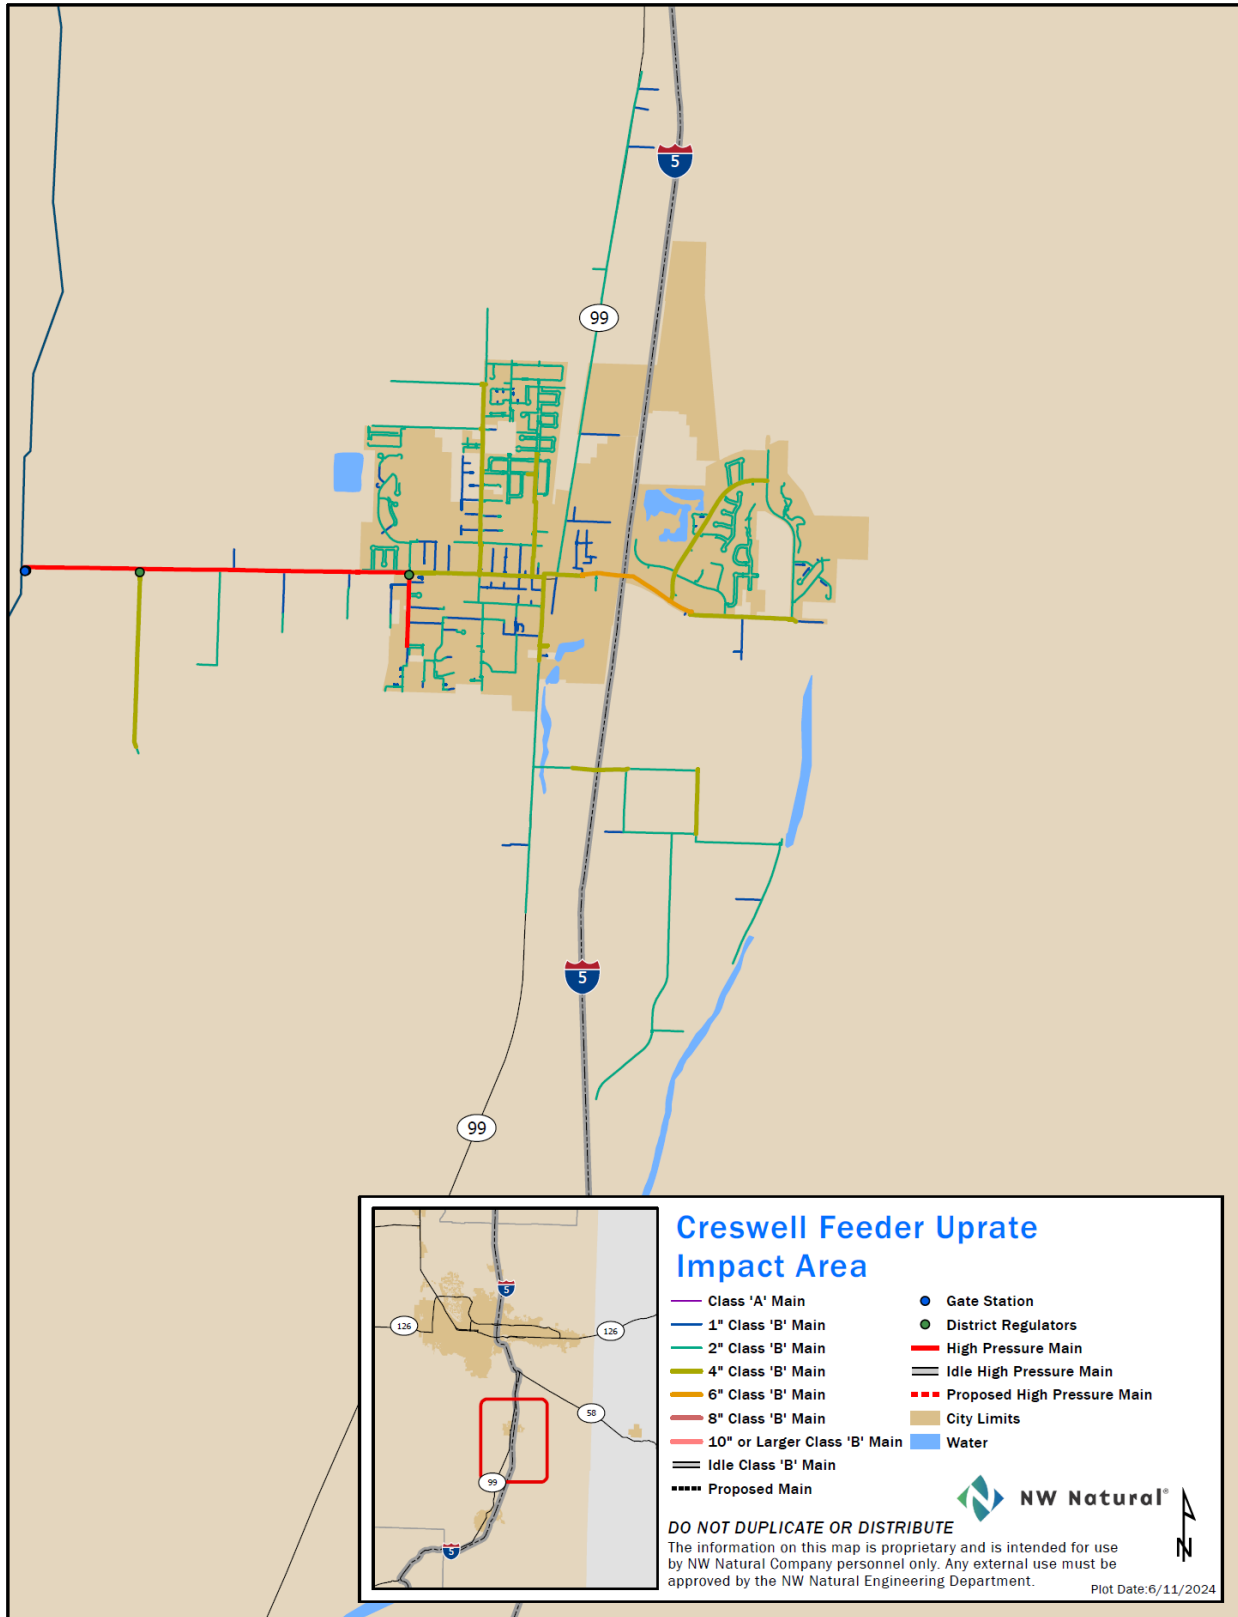 5
99
5
99
Creswell Feeder Uprate
Impact Area
Class 'A' Main
1" Class 'B' Main
2" Class 'B' Main
4" Class 'B' Main
6" Class 'B' Main
8" Class 'B' Main
10" or Larger Class 'B' Main
Idle Class 'B' Main
Proposed Main
Gate Station
District Regulators
High Pressure Main
Idle High Pressure Main
Proposed High Pressure Main
City Limits
Water
5
126
126
58
99
5
NW Natural®
N
DO NOT DUPLICATE OR DISTRIBUTE
The information on this map is proprietary and is intended for use
by NW Natural Company personnel only. Any external use must be
approved by the NW Natural Engineering Department.
Plot Date:6/11/2024